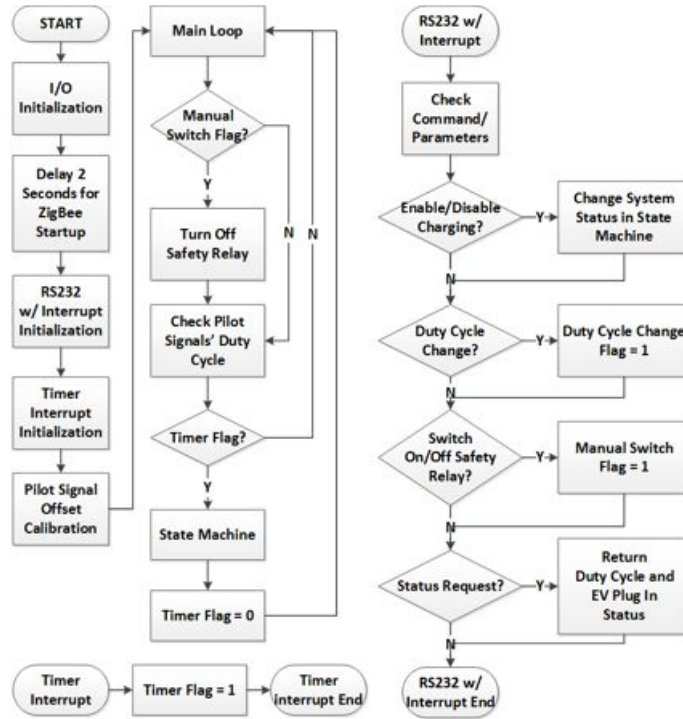 START
I/O
Initialization
Delay 2
Seconds for
ZigBee
Startup
RS232
w/ Interrupt
Initialization
Timer
Interrupt
Initialization
Pilot Signal
Offset
Calibration
Main Loop
Manual
Switch Flag?
Y
N
N
Turn Off
Safety Relay
Check Pilot
Signals' Duty
Cycle
Timer Flag?
Y
State Machine
Timer Flag = 0
Timer
Interrupt
Timer Flag = 1
Timer
interrupt End
RS232 w/
Interrupt
Check
Command/
Parameters
Enable/Disable
Charging?
Y
Change System
Status in State
Machine
N
Duty Cycle
Change?
Y
Duty Cycle Change
Flag = 1
N
Switch
On/Off Safety
Relay?
Y
Manual Switch
Flag = 1
N
Status Request?
Y
Return
Duty Cycle and
EV Plug In
Status
N
RS232 w/
Interrupt End